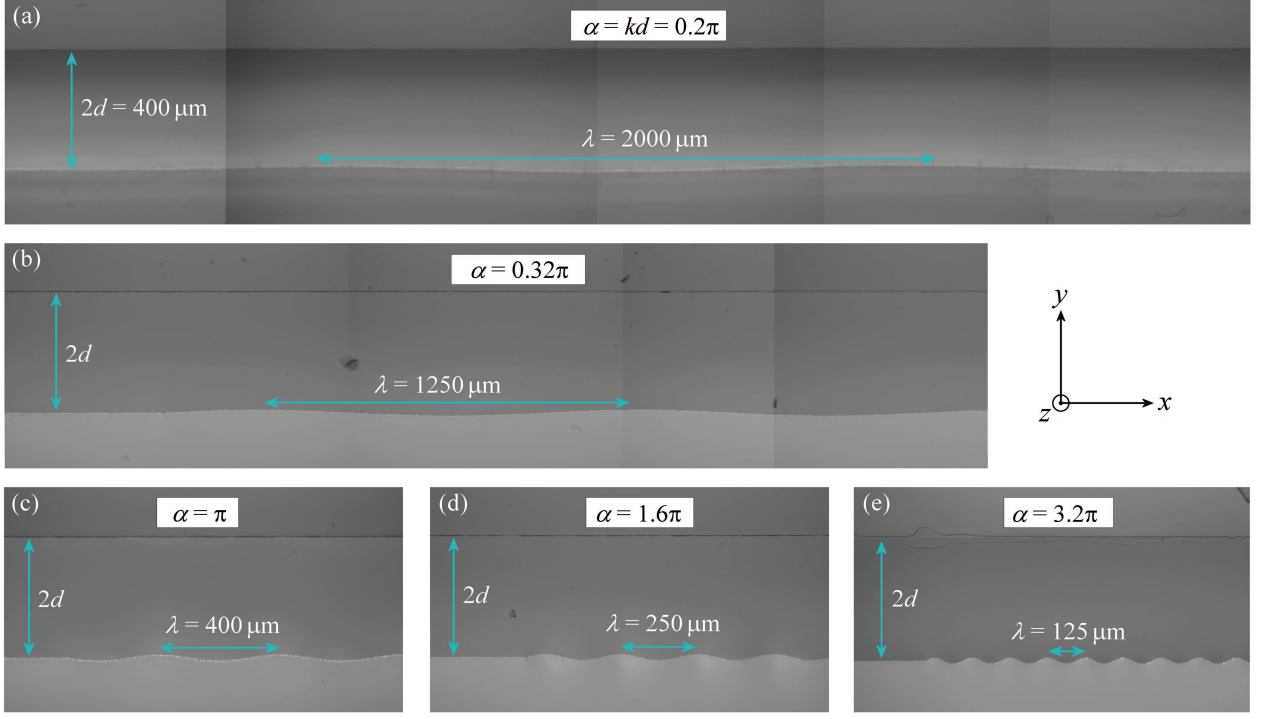 (a)
α = kd = 0.2π
2d = 400 μm
λ = 2000 μm
(b)
α = 0.32π
2d
λ = 1250 μm
y
z
x
(c)
α = π
2d
λ = 400 μm
(d)
α = 1.6π
2d
λ = 250 μm
(e)
α = 3.2π
2d
λ = 125 μm